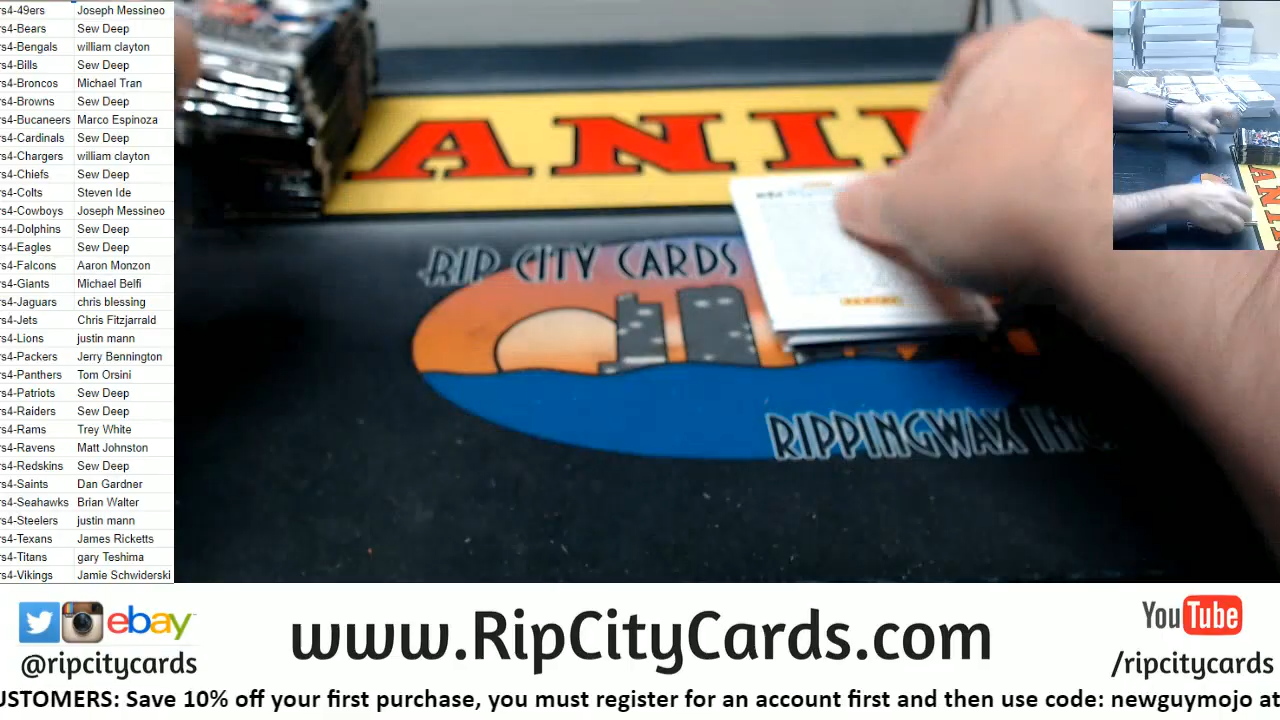 rs4-49ers Joseph Messineo
rs4-Bears Sew Deep
rs4-Bengals william clayton
rs4-Bills Sew Deep
rs4-Broncos Michael Tran
rs4-Browns Sew Deep
rs4-Bucaneers Marco Espinoza
rs4-Cardinals Sew Deep
rs4-Chargers william clayton
rs4-Chiefs Sew Deep
rs4-Colts Steven Ide
rs4-Cowboys Joseph Messineo
rs4-Dolphins Sew Deep
rs4-Eagles Sew Deep
rs4-Falcons Aaron Monzon
rs4-Giants Michael Belfi
rs4-Jaguars chris blessing
rs4-Jets Chris Fitzjarrald
rs4-Lions justin mann
rs4-Packers Jerry Bennington
rs4-Panthers Tom Orsini
rs4-Patriots Sew Deep
rs4-Raiders Sew Deep
rs4-Rams Trey White
rs4-Ravens Matt Johnston
rs4-Redskins Sew Deep
rs4-Saints Dan Gardner
rs4-Seahawks Brian Walter
rs4-Steelers justin mann
rs4-Texans James Ricketts
rs4-Titans gary Teshima
rs4-Vikings Jamie Schwiderski
ANI
RIP CITY CARDS
RIPPINGWAX
ebay
@ripcitycards
www.RipCityCards.com
YouTube
/ripcitycards
USTOMERS: Save 10% off your first purchase, you must register for an account first and then use code: newguymojo at